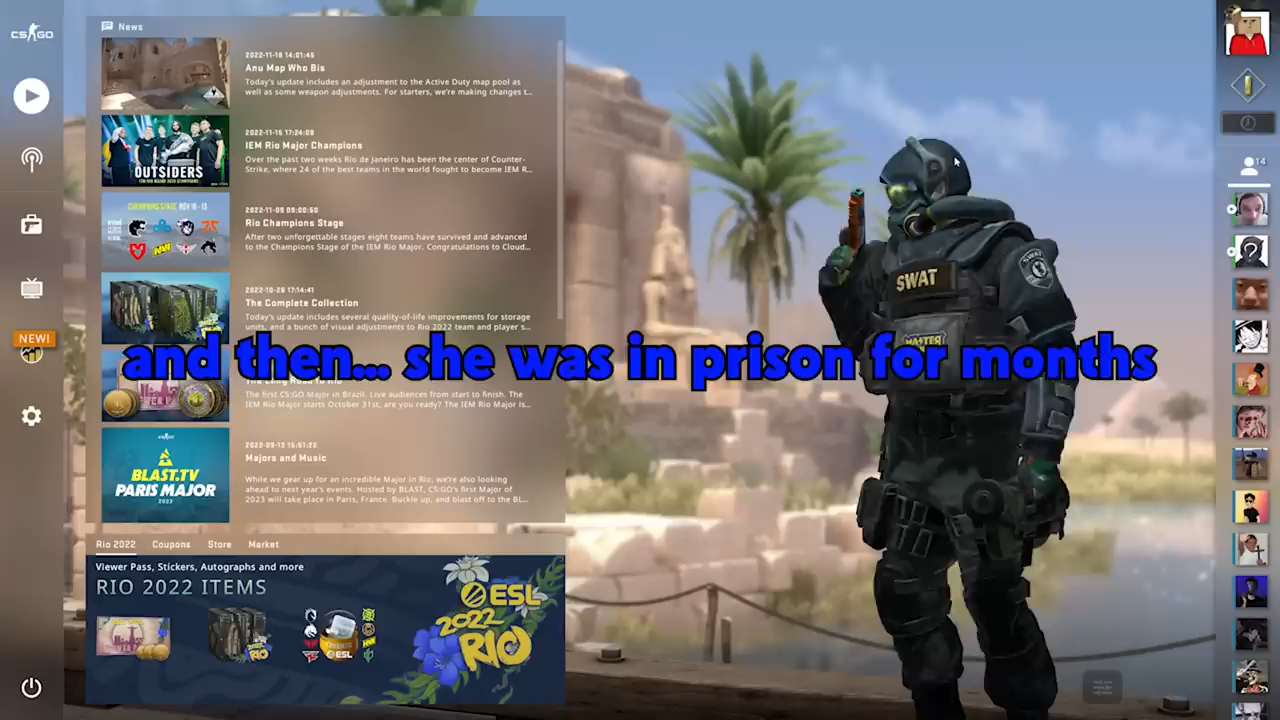 CS:GO
News
2022-11-18 14:01:45
Anu Map Who Bis
Today's update includes an adjustment to the Active Duty map pool as
well as some weapon adjustments. For starters, we're making changes t...
OUTSIDERS
2022-11-15 17:24:08
IEM Rio Major Champions
Over the past two weeks Rio de Janeiro has been the center of Counter-
Strike, where 24 of the best teams in the world fought to become IEM R...
CHAMPIONS STAGE NOV 10 - 13
2022-11-09 09:00:50
Rio Champions Stage
After two unforgettable stages eight teams have survived and advanced
to the Champions Stage of the IEM Rio Major. Congratulations to Cloud...
2022-10-28 17:14:41
The Complete Collection
Today's update includes several quality-of-life improvements for storage
units, and a bunch of visual adjustments to Rio 2022 team and player s...
NEW!
and then... she was in prison for months
The Long Road To Rio
The first CS:GO Major in Brazil. Live audiences from start to finish. The
IEM Rio Major starts October 31st, are you ready? The IEM Rio Major is...
BLAST.TV
PARIS MAJOR
2023
2022-09-13 15:51:22
Majors and Music
While we gear up for an incredible Major in Rio, we're also looking
ahead to next year's events. Hosted by BLAST, CS:GO's first Major of
2023 will take place in Paris, France. Buckle up, and blast off to the BL...
Rio 2022 Coupons Store Market
Viewer Pass, Stickers, Autographs and more
RIO 2022 ITEMS
ESL
2022
RIO
SWAT
SWAT
14